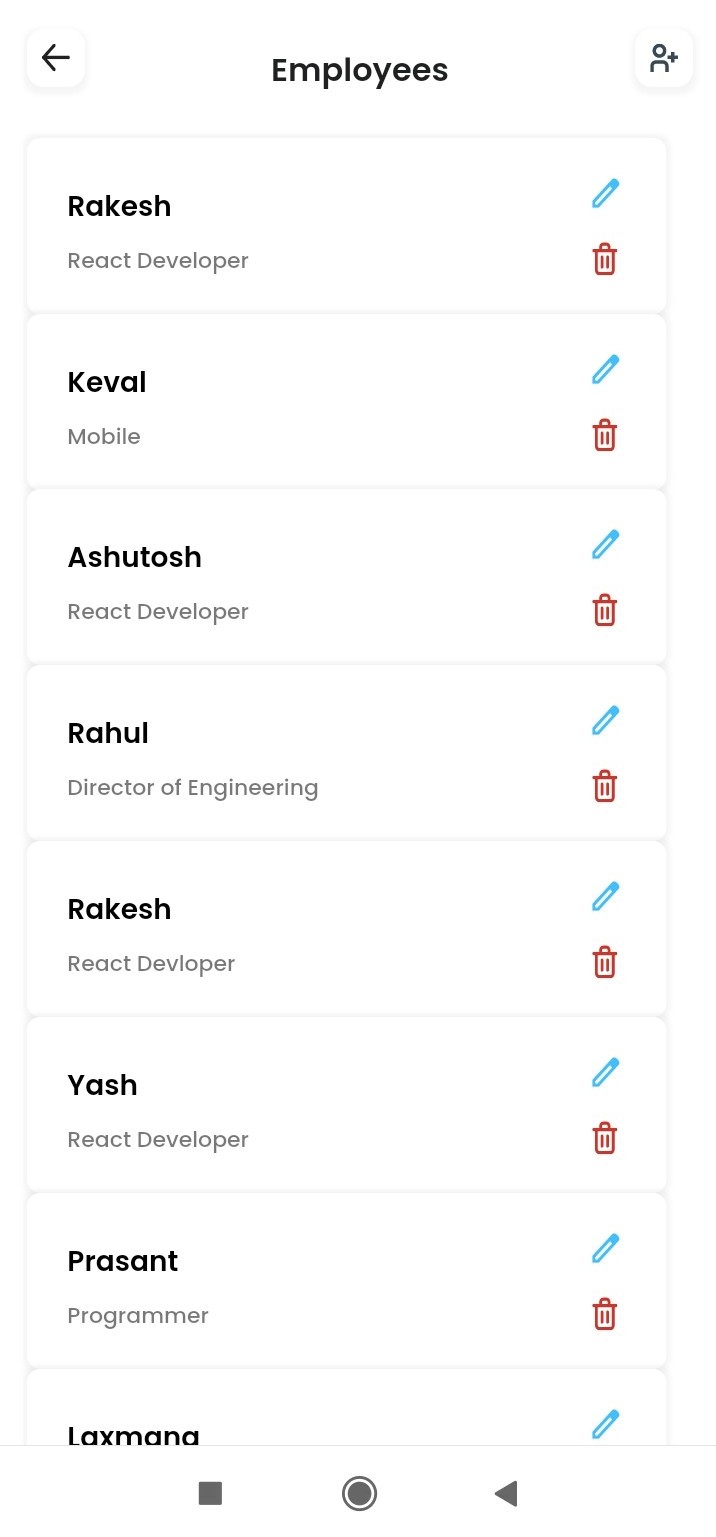 Employees
Rakesh
React Developer
Keval
Mobile
Ashutosh
React Developer
Rahul
Director of Engineering
Rakesh
React Devloper
Yash
React Developer
Prasant
Programmer
Laxmana